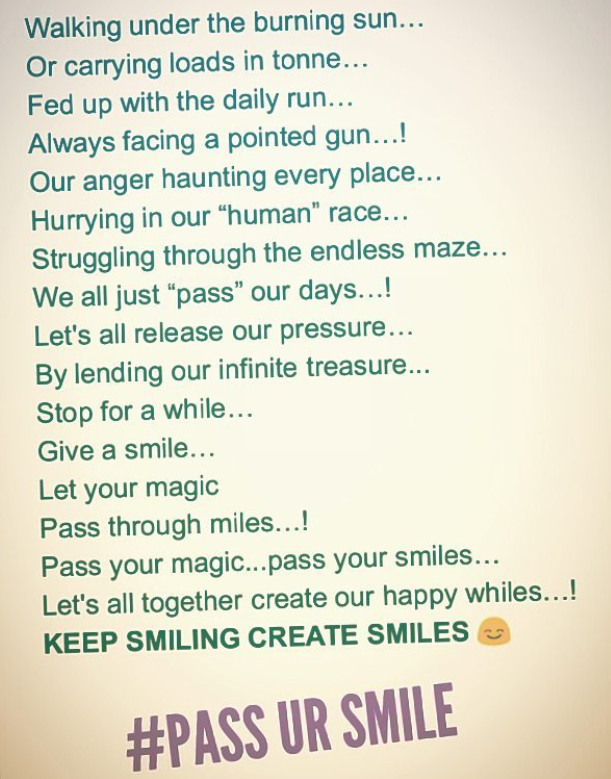 Walking under the burning sun...
Or carrying loads in tonne...
Fed up with the daily run...
Always facing a pointed gun...!
Our anger haunting every place...
Hurrying in our “human” race...
Struggling through the endless maze...
We all just “pass” our days...!
Let's all release our pressure...
By lending our infinite treasure...
Stop for a while...
Give a smile...
Let your magic
Pass through miles...!
Pass your magic...pass your smiles...
Let's all together create our happy whiles...!
KEEP SMILING CREATE SMILES 😊
#PASS UR SMILE